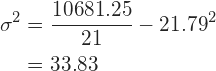 σ² = 10681.25/21 − 21.79²
= 33.83